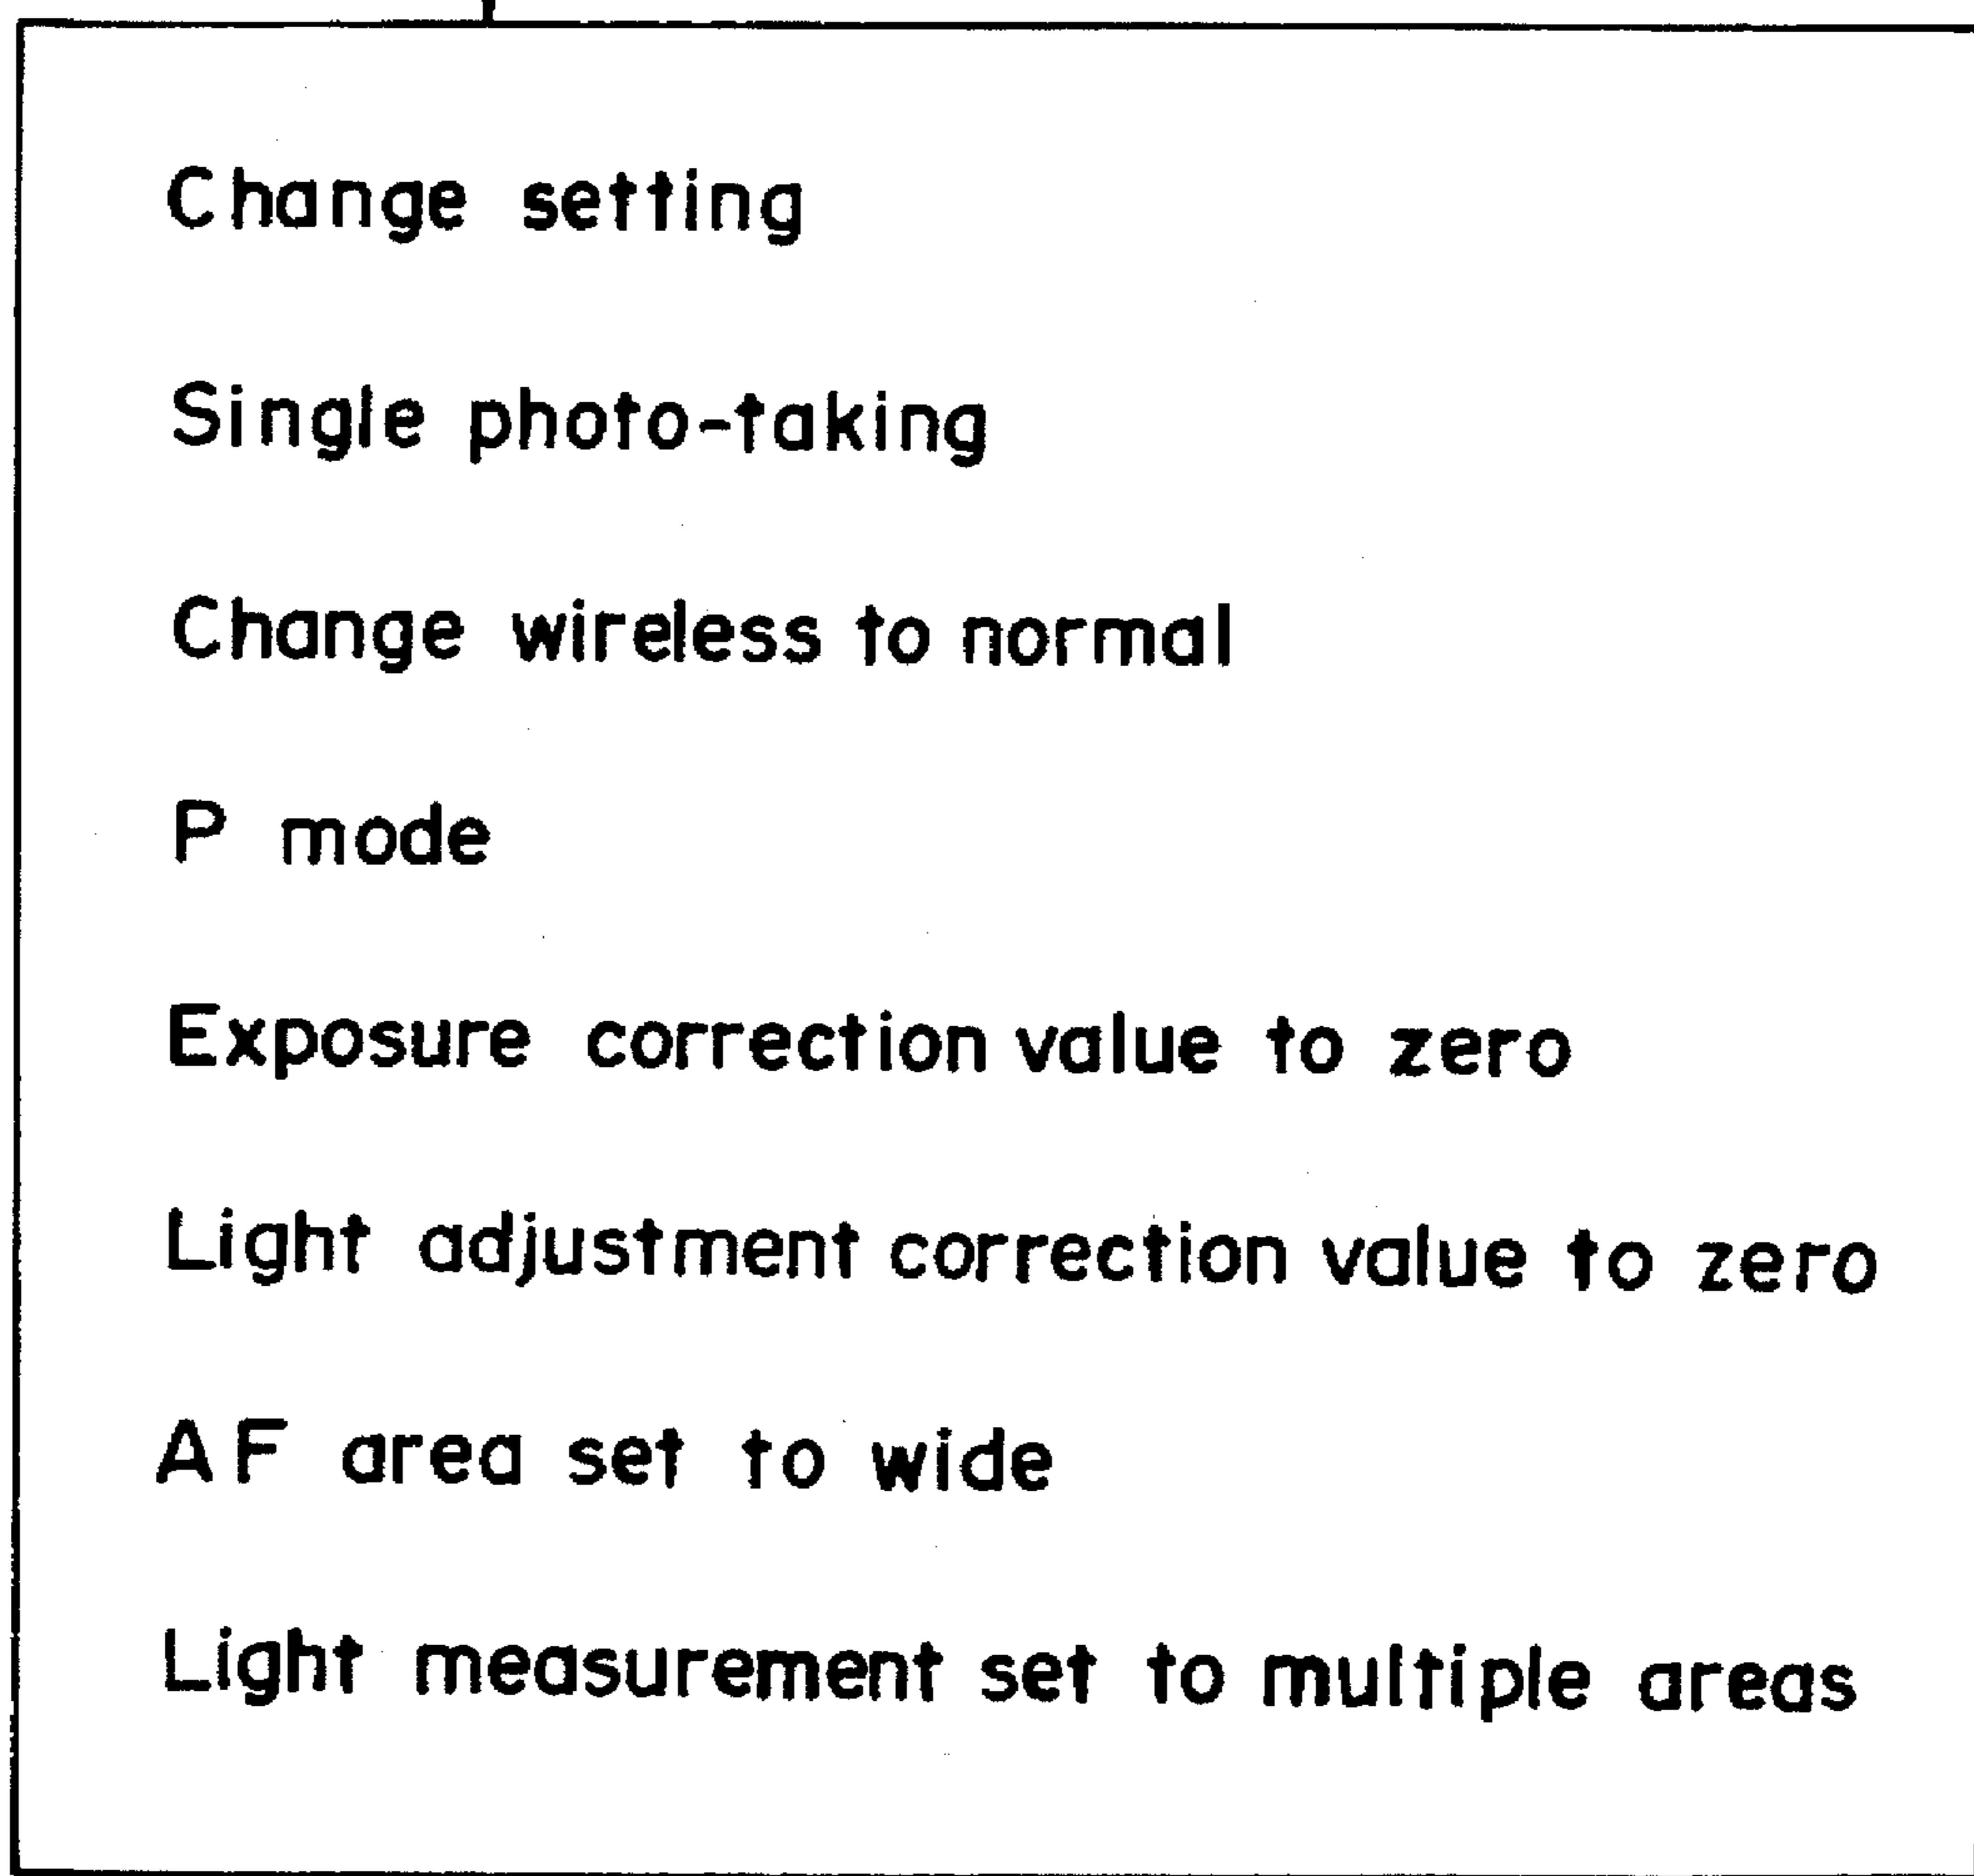 Change setting
Single photo-taking
Change wireless to normal
P mode
Exposure correction value to zero
Light adjustment correction value to zero
AF area set to wide
Light measurement set to multiple areas